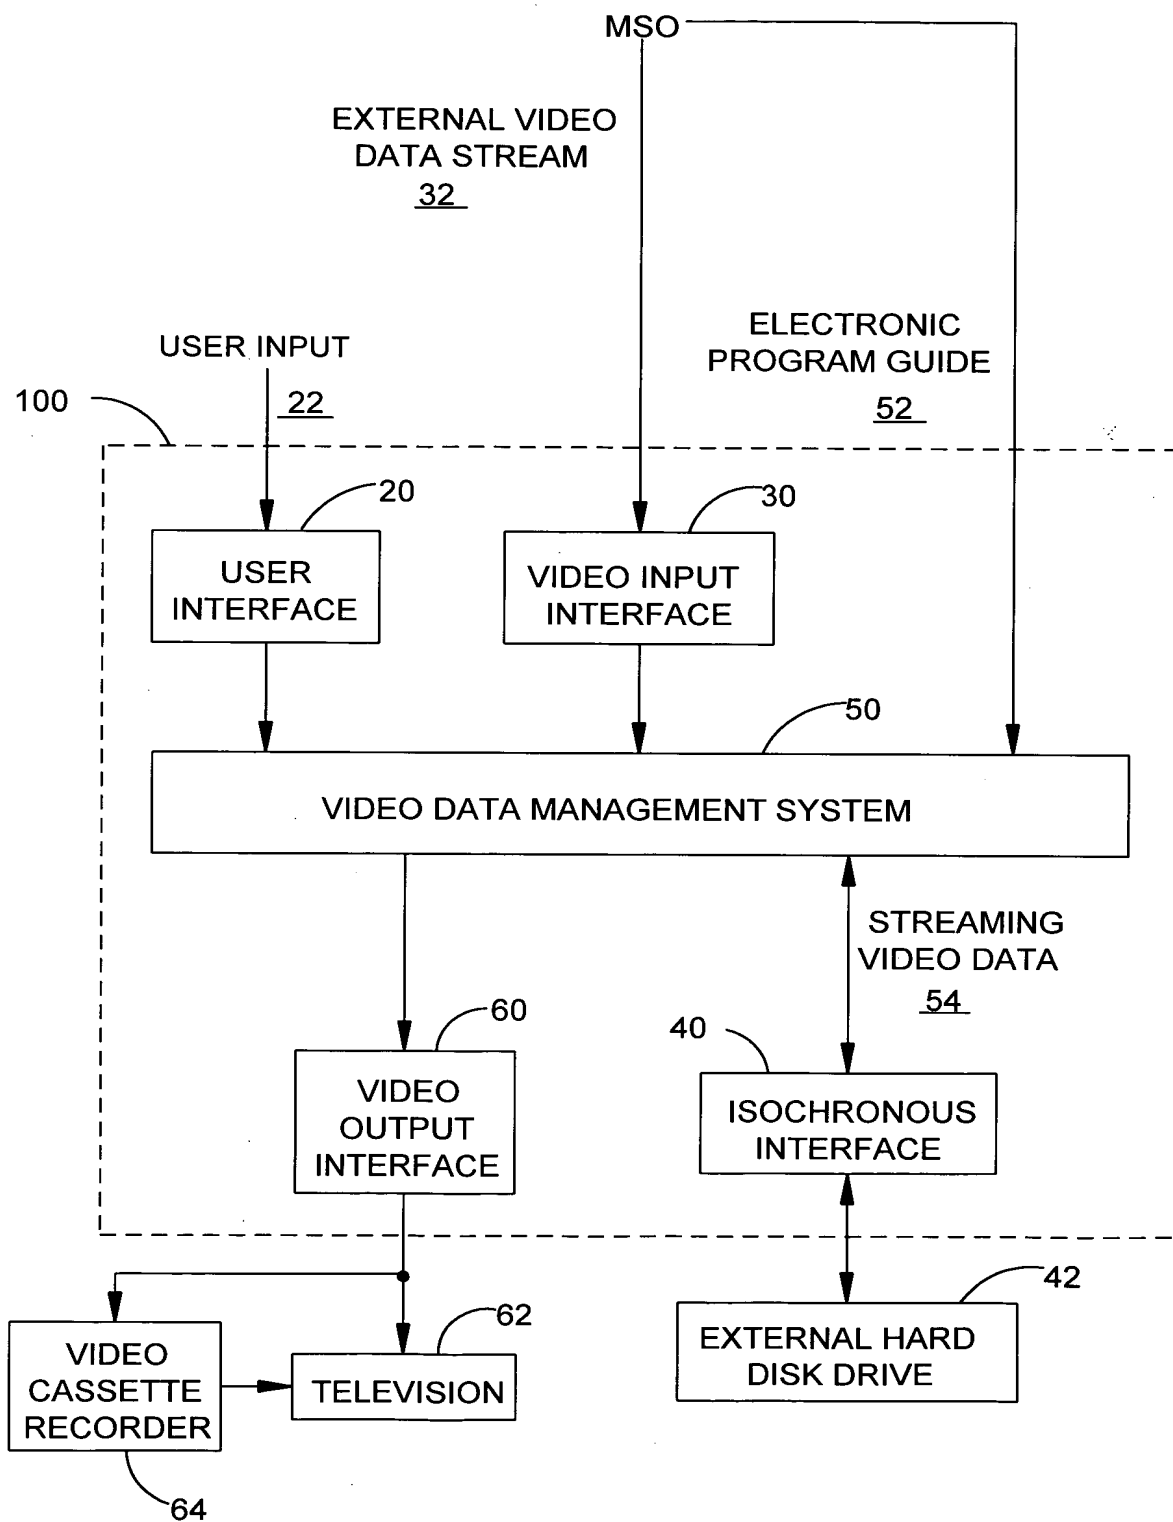 MSO
EXTERNAL VIDEO
DATA STREAM
32
ELECTRONIC
PROGRAM GUIDE
52
USER INPUT
22
100
20
30
USER
INTERFACE
VIDEO INPUT
INTERFACE
50
VIDEO DATA MANAGEMENT SYSTEM
STREAMING
VIDEO DATA
54
60
40
VIDEO
OUTPUT
INTERFACE
ISOCHRONOUS
INTERFACE
62
42
VIDEO
CASSETTE
RECORDER
TELEVISION
EXTERNAL HARD
DISK DRIVE
64